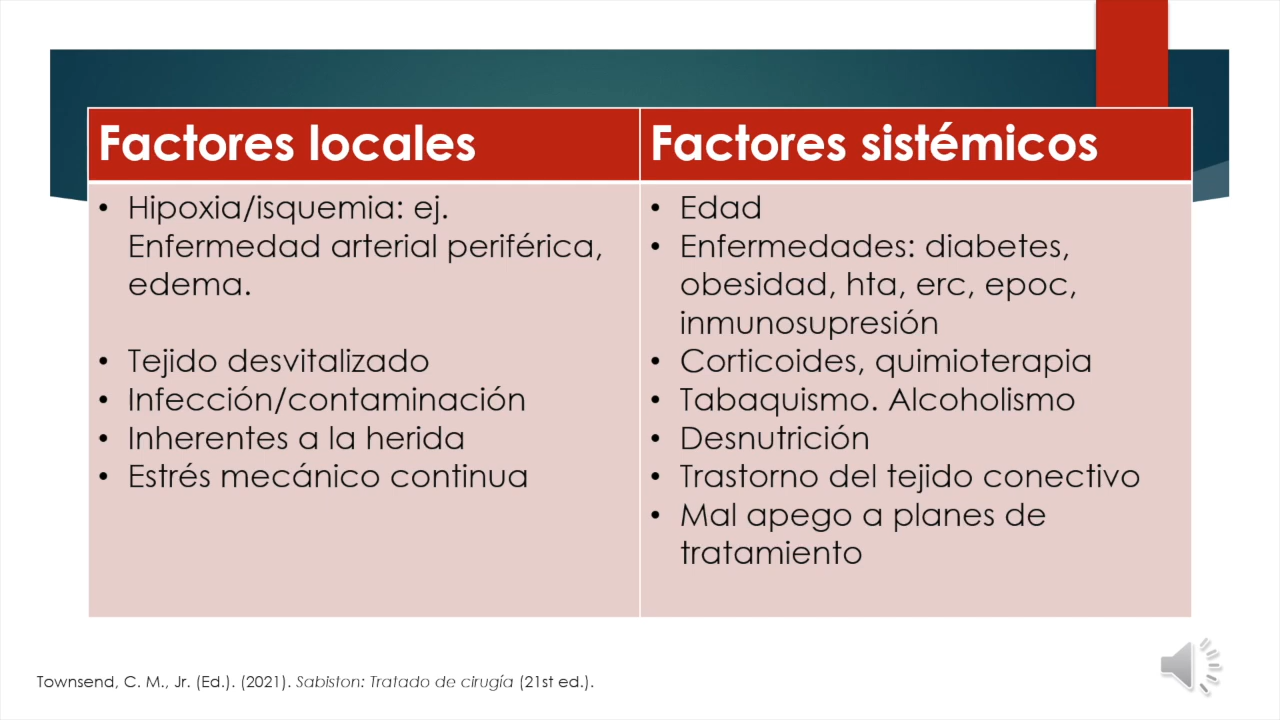 Factores locales
Factores sistémicos
• Hipoxia/isquemia: ej.
Enfermedad arterial periférica,
edema.
• Tejido desvitalizado
• Infección/contaminación
• Inherentes a la herida
• Estrés mecánico continua
• Edad
• Enfermedades: diabetes,
obesidad, hta, erc, epoc,
inmunosupresión
• Corticoides, quimioterapia
• Tabaquismo. Alcoholismo
• Desnutrición
• Trastorno del tejido conectivo
• Mal apego a planes de
tratamiento
Townsend, C. M., Jr. (Ed.). (2021). Sabiston: Tratado de cirugía (21st ed.).